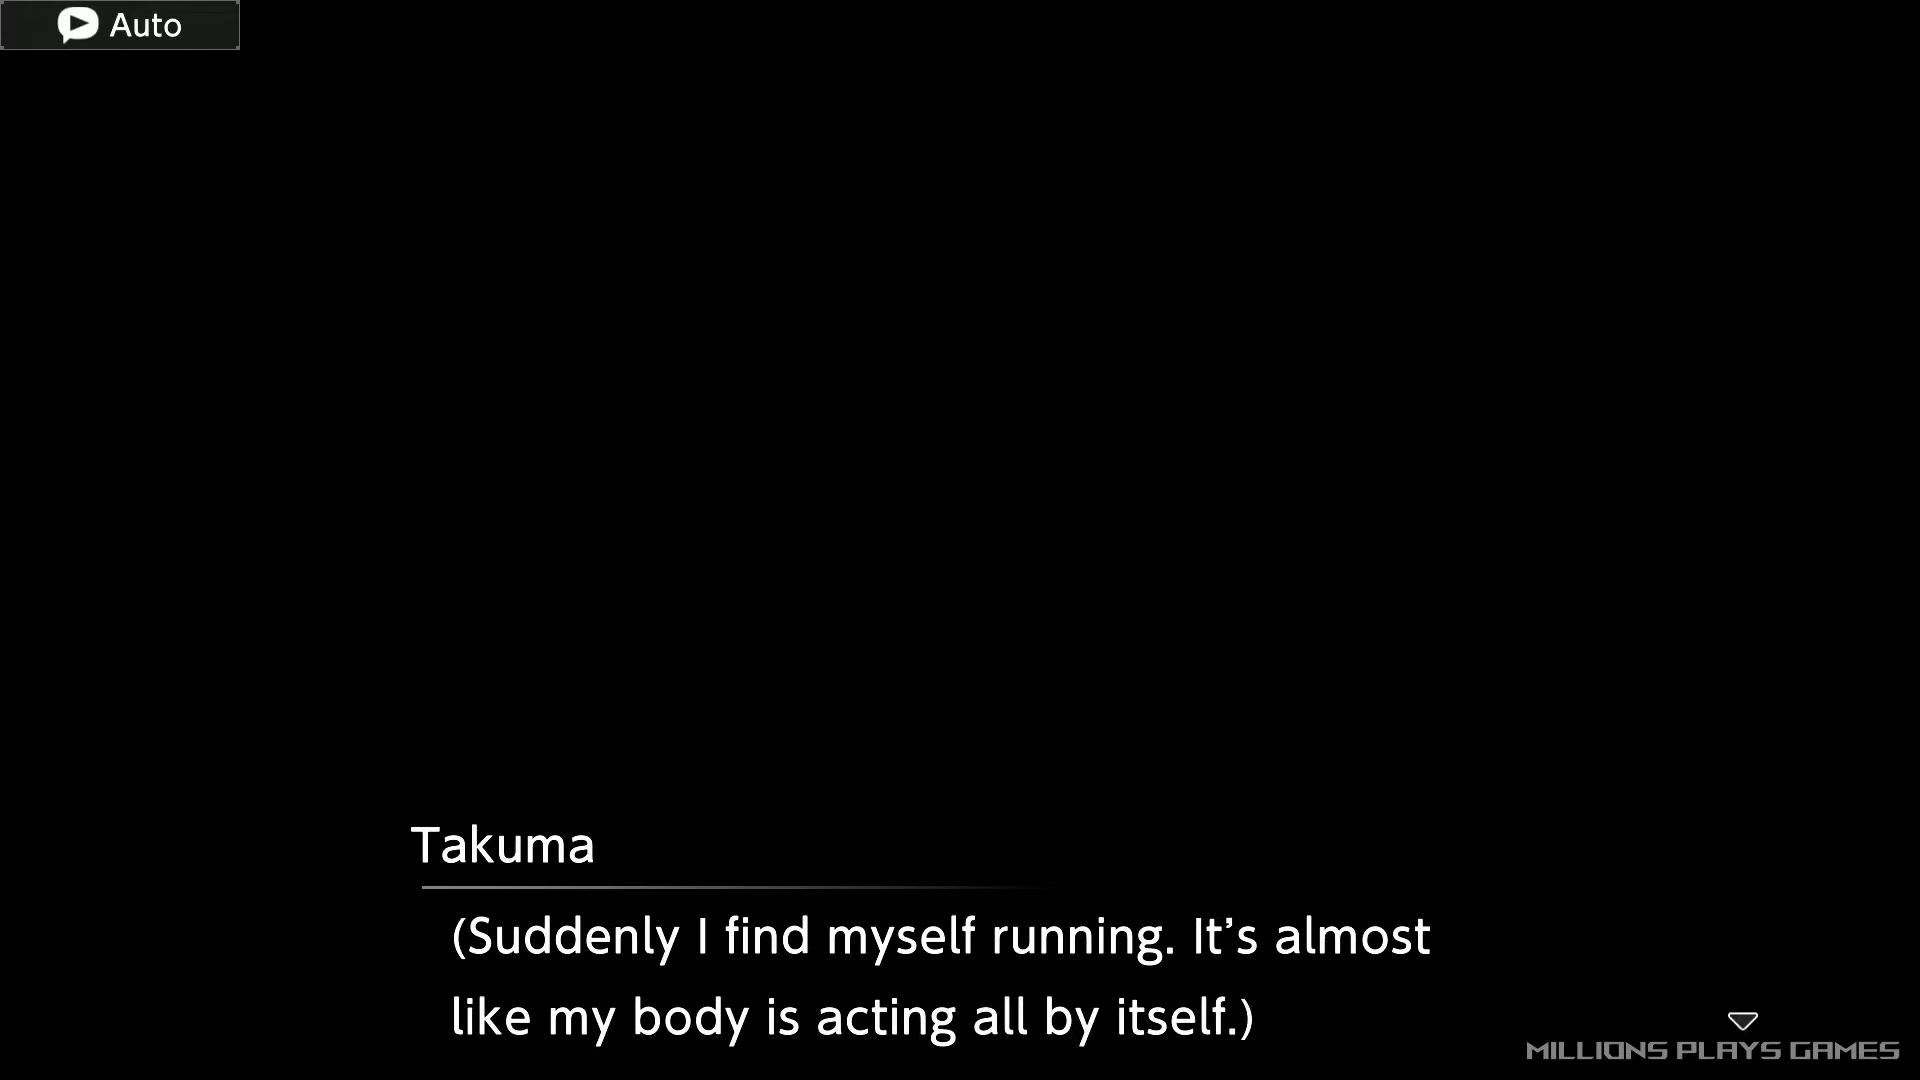 Auto
Takuma
(Suddenly I find myself running. It’s almost
like my body is acting all by itself.)
MILLIONS PLAYS GAMES